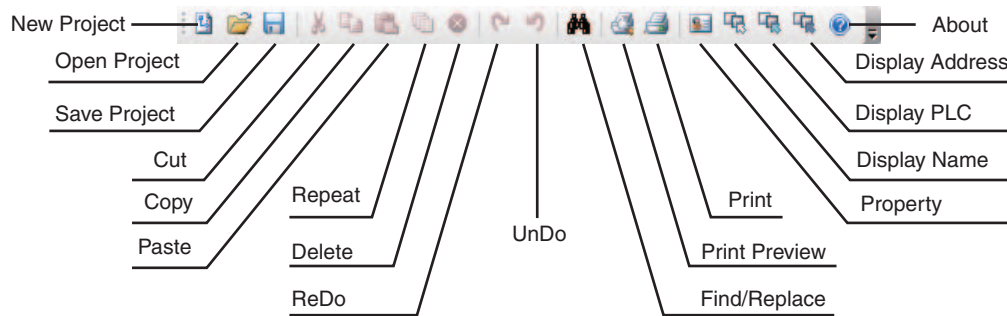 New Project
About
Open Project
Display Address
Save Project
Display PLC
Cut
Display Name
Copy
Repeat
Print
Property
Paste
UnDo
Delete
Print Preview
ReDo
Find/Replace